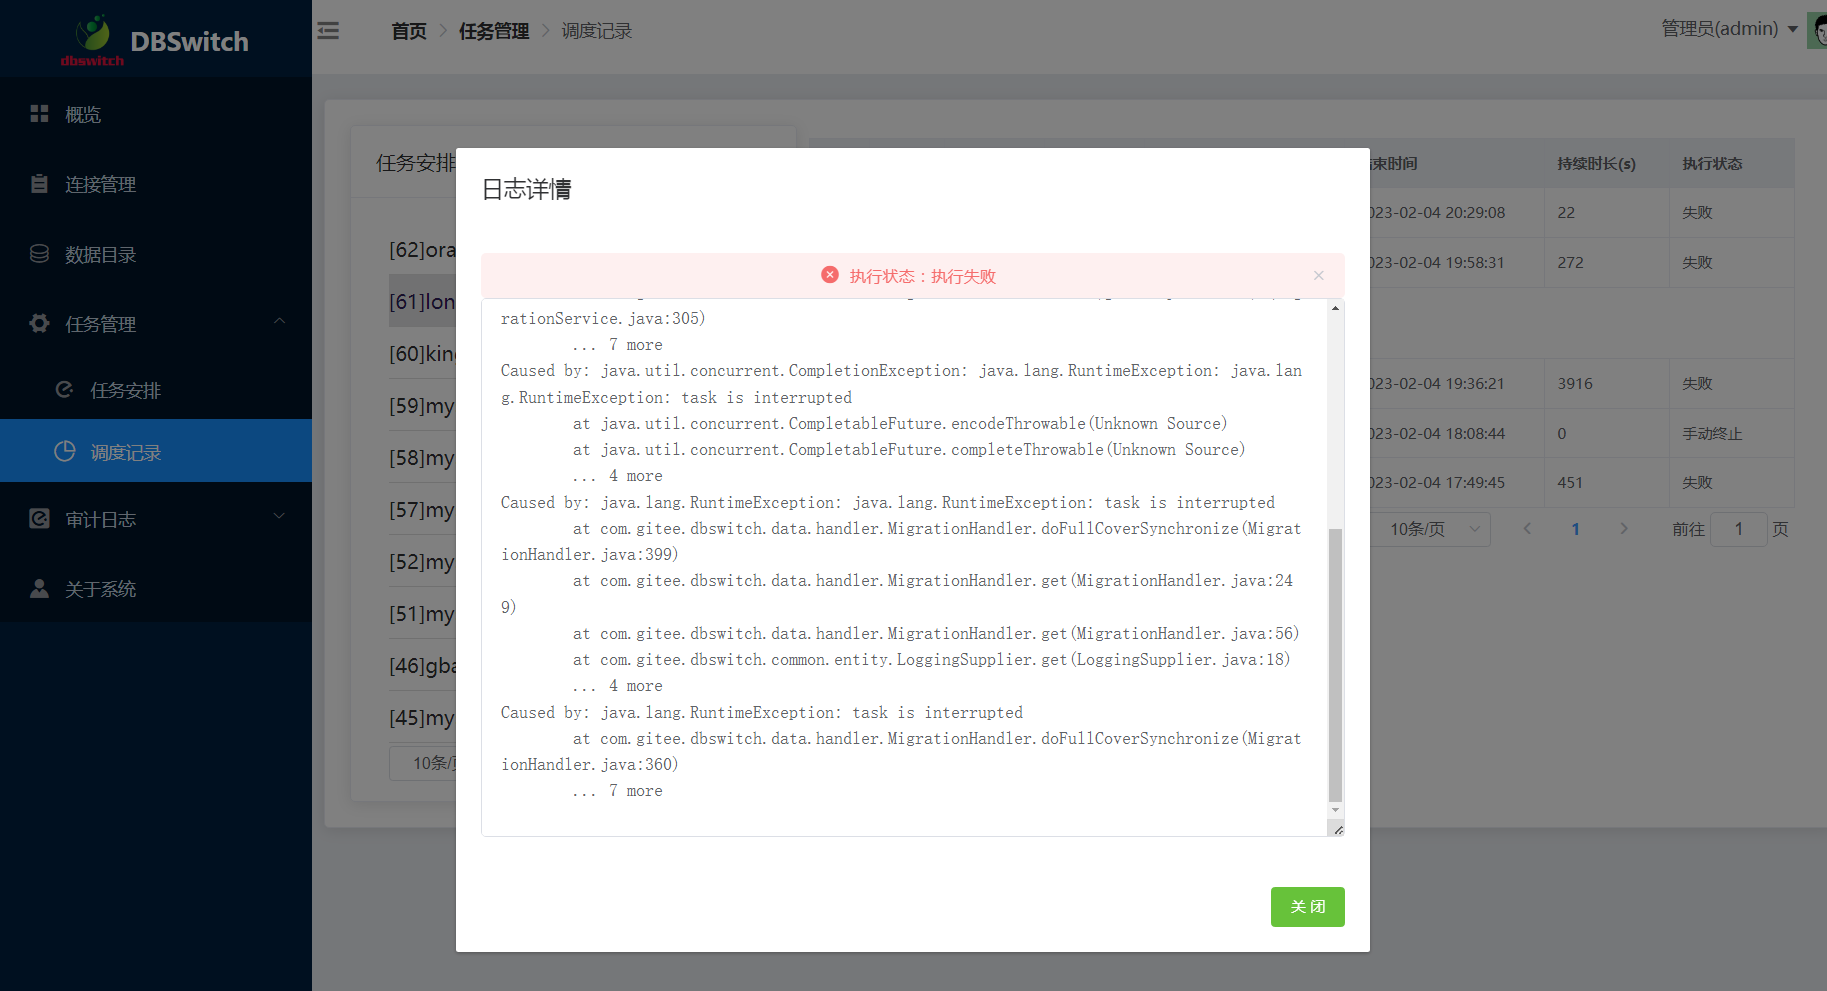 dbswitch
DBSwitch
首页
任务管理
调度记录
管理员(admin)
概览
连接管理
数据目录
任务管理
任务安排
调度记录
审计日志
关于系统
任务安排
[62]ora
[61]lon
[60]kin
[59]my
[58]my
[57]my
[52]my
[51]my
[46]gba
[45]my
10条/
束时间 持续时长(s) 执行状态
023-02-04 20:29:08 22 失败
023-02-04 19:58:31 272 失败
023-02-04 19:36:21 3916 失败
023-02-04 18:08:44 0 手动终止
023-02-04 17:49:45 451 失败
10条/页 1 前往 1 页
日志详情
执行状态：执行失败
rationService.java:305)
... 7 more
Caused by: java.util.concurrent.CompletionException: java.lang.RuntimeException: java.lan
g.RuntimeException: task is interrupted
at java.util.concurrent.CompletableFuture.encodeThrowable(Unknown Source)
at java.util.concurrent.CompletableFuture.completeThrowable(Unknown Source)
... 4 more
Caused by: java.lang.RuntimeException: java.lang.RuntimeException: task is interrupted
at com.gitee.dbswitch.data.handler.MigrationHandler.doFullCoverSynchronize(Migrat
ionHandler.java:399)
at com.gitee.dbswitch.data.handler.MigrationHandler.get(MigrationHandler.java:24
9)
at com.gitee.dbswitch.data.handler.MigrationHandler.get(MigrationHandler.java:56)
at com.gitee.dbswitch.common.entity.LoggingSupplier.get(LoggingSupplier.java:18)
... 4 more
Caused by: java.lang.RuntimeException: task is interrupted
at com.gitee.dbswitch.data.handler.MigrationHandler.doFullCoverSynchronize(Migrat
ionHandler.java:360)
... 7 more
关闭